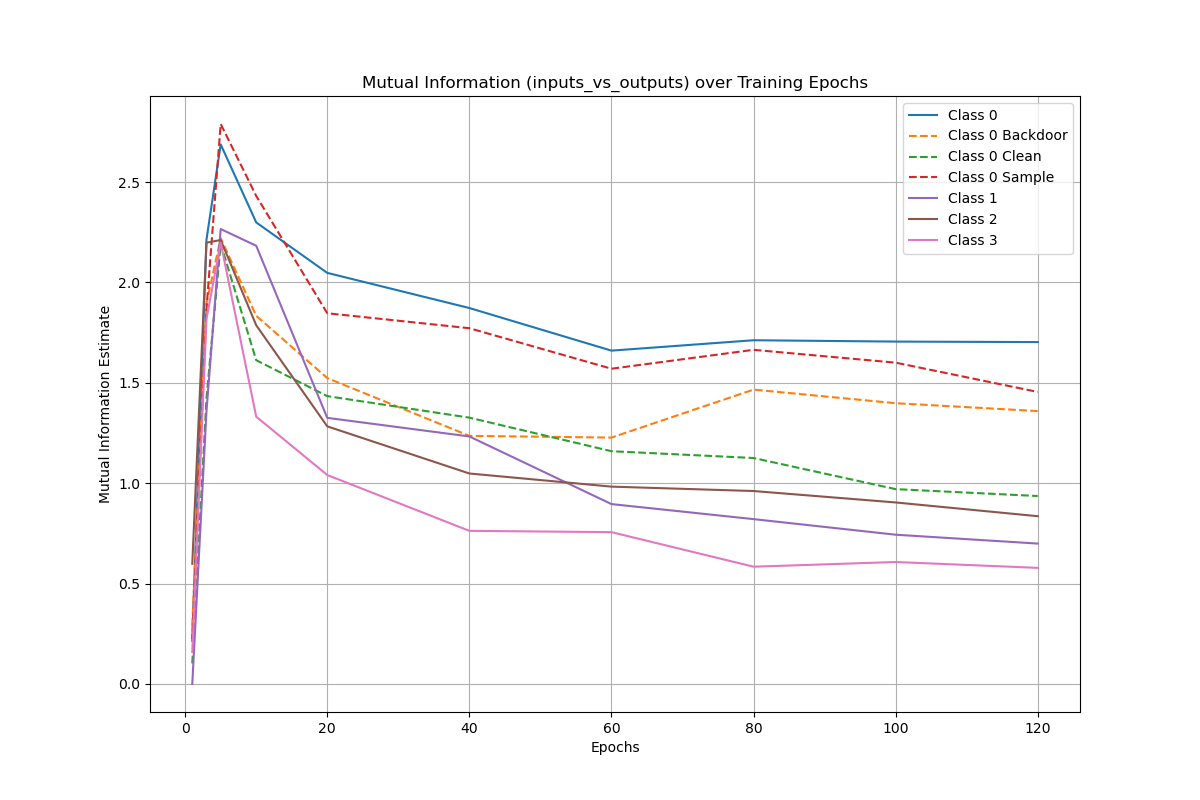 Mutual Information (inputs_vs_outputs) over Training Epochs
Class 0
Class 0 Backdoor
Class 0 Clean
Class 0 Sample
Class 1
Class 2
Class 3
Mutual Information Estimate
2.5
2.0
1.5
1.0
0.5
0.0
0 20 40 60 80 100 120
Epochs